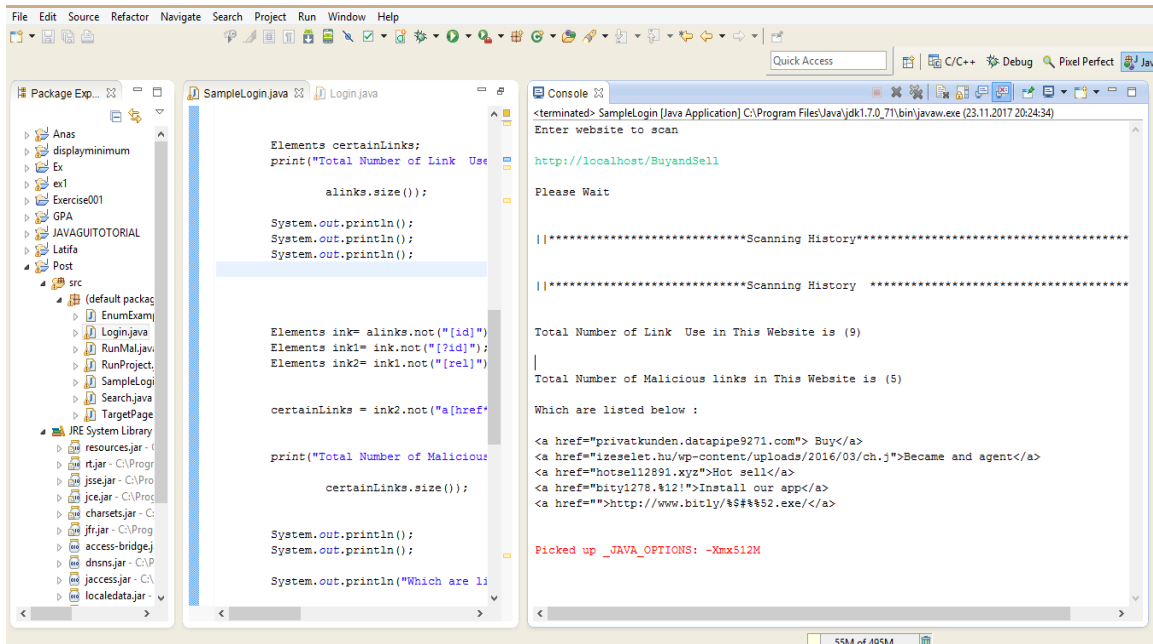 File Edit Source Refactor Navigate Search Project Run Window Help
Quick Access
C/C++ Debug Pixel Perfect Jav
Package Exp...
Anas
displayminimum
Ex
ex1
Exercise001
GPA
JAVAGUITOTORIAL
Latifa
Post
src
(default packag
EnumExamp
Login.java
RunMal.java
RunProject.
SampleLogi
Search.java
TargetPage
JRE System Library
resources.jar - C
rt.jar - C:\Progr
jsse.jar - C:\Pro
jce.jar - C:\Prog
charsets.jar - C:
jfr.jar - C:\Prog
access-bridge.j
dnsns.jar - C:\P
jaccess.jar - C:\
localedata.jar -
SampleLogin.java Login.java
Elements certainLinks;
print("Total Number of Link  Use
alinks.size());
System.out.println();
System.out.println();
System.out.println();
Elements ink= alinks.not("[id]")
Elements ink1= ink.not("[?id]");
Elements ink2= ink1.not("[rel]")
certainLinks = ink2.not("a[href*
print("Total Number of Malicious
certainLinks.size());
System.out.println();
System.out.println();
System.out.println("Which are li
Console
<terminated> SampleLogin [Java Application] C:\Program Files\Java\jdk1.7.0_71\bin\javaw.exe (23.11.2017 20:24:34)
Enter website to scan
http://localhost/BuyandSell
Please Wait
||*****************************Scanning History****************************************
||*****************************Scanning History  **************************************
Total Number of Link  Use in This Website is (9)
Total Number of Malicious links in This Website is (5)
Which are listed below :
<a href="privatkunden.datapipe9271.com"> Buy</a>
<a href="izeselet.hu/wp-content/uploads/2016/03/ch.j">Became and agent</a>
<a href="hotsell2891.xyz">Hot sell</a>
<a href="bity1278.%12!">Install our app</a>
<a href="">http://www.bitly/%$#%%52.exe/</a>
Picked up _JAVA_OPTIONS: -Xmx512M
55M of 495M